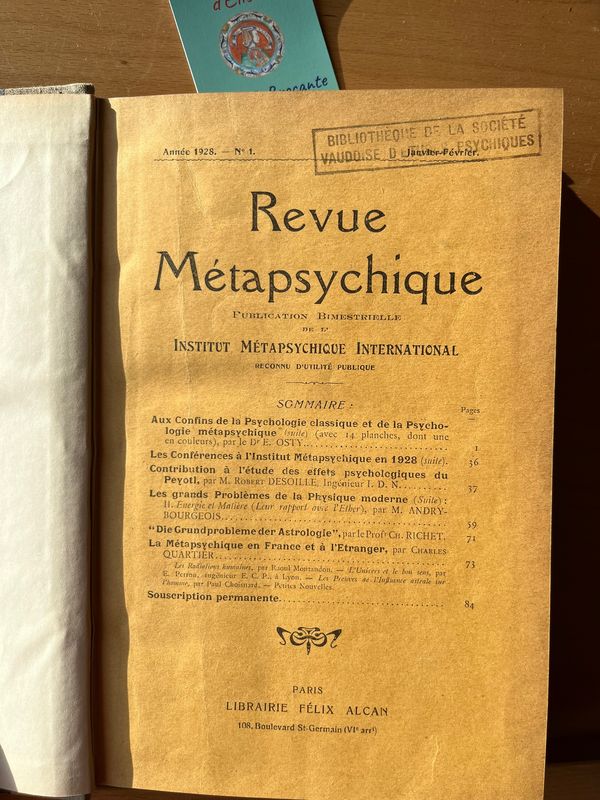 d'Ens
Brocante
Année 1928. — N° 1.
Janvier-Février.
BIBLIOTHÈQUE DE LA SOCIÉTÉ
VAUDOISE D'ÉTUDES PSYCHIQUES
Revue
Métapsychique
PUBLICATION BIMESTRIELLE
DE L'
INSTITUT MÉTAPSYCHIQUE INTERNATIONAL
RECONNU D'UTILITÉ PUBLIQUE
SOMMAIRE :
Pages
Aux Confins de la Psychologie classique et de la Psycho-
logie métapsychique (suite) (avec 14 planches, dont une
en couleurs), par le Dr E. OSTY........ 1
Les Conférences à l'Institut Métapsychique en 1928 (suite). 36
Contribution à l'étude des effets psychologiques du
Peyotl, par M. ROBERT DESOILLE, Ingénieur I. D. N........ 37
Les grands Problèmes de la Physique moderne (Suite) :
II. Energie et Matière (Leur rapport avec l'Ether), par M. ANDRY-
BOURGEOIS........ 59
"Die Grundprobleme der Astrologie", par le Profr CH. RICHET. 71
La Métapsychique en France et à l'Etranger, par CHARLES
QUARTIER........ 73
Les Radiations humaines, par Raoul Montandon. — L'Univers et le bon sens, par
E. Perrou, ingénieur E. C. P., à Lyon. — Les Preuves de l'Influence astrale sur
l'homme, par Paul Choisnard. — Petites Nouvelles.
Souscription permanente........ 84
PARIS
LIBRAIRIE FÉLIX ALCAN
108, Boulevard St-Germain (VIe arrt)